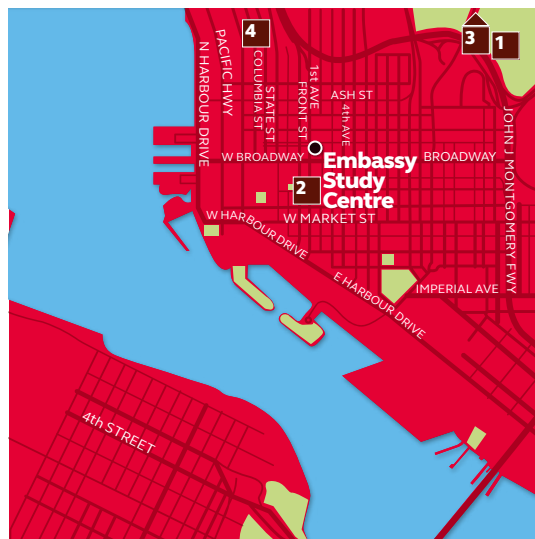 4
3
1
N HARBOUR DRIVE
PACIFIC HWY
COLUMBIA ST
STATE ST
FRONT ST
1st AVE
4th AVE
ASH ST
W BROADWAY
BROADWAY
Embassy
Study
Centre
2
W MARKET ST
W HARBOUR DRIVE
E HARBOUR DRIVE
IMPERIAL AVE
JOHN J MONTGOMERY FWY
4th STREET